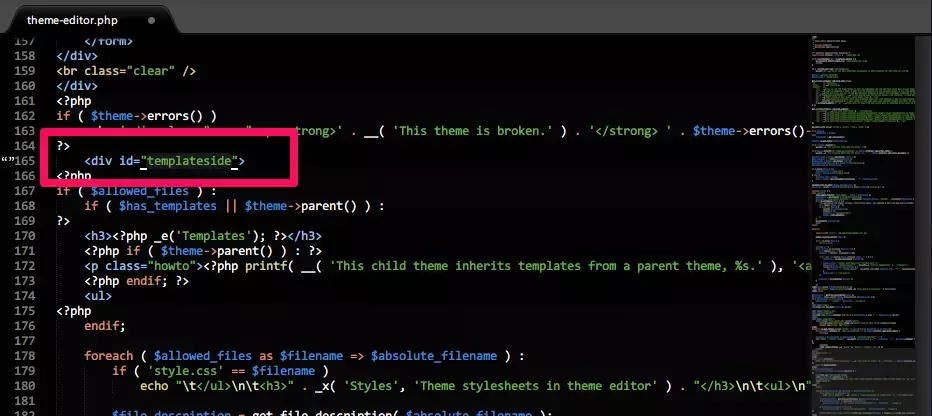 theme-editor.php
157 </form>
158 </div>
159 <br class="clear" />
160 </div>
161 <?php
162 if ( $theme->errors() )
163 strong>' . __( 'This theme is broken.' ) . '</strong> ' . $theme->errors()-
164 ?>
“”165 <div id="templateside">
166 <?php
167 if ( $allowed_files ) :
168 if ( $has_templates || $theme->parent() ) :
169 ?>
170 <h3><?php _e('Templates'); ?></h3>
171 <?php if ( $theme->parent() ) : ?>
172 <p class="howto"><?php printf( __( 'This child theme inherits templates from a parent theme, %s.' ), '<a
173 <?php endif; ?>
174 <ul>
175 <?php
176 endif;
177
178 foreach ( $allowed_files as $filename => $absolute_filename ) :
179 if ( 'style.css' == $filename )
180 echo "\t</ul>\n\t<h3>" . _x( 'Styles', 'Theme stylesheets in theme editor' ) . "</h3>\n\t<ul>\n"
181
182 $file_description = get_file_description( $absolute_filename );